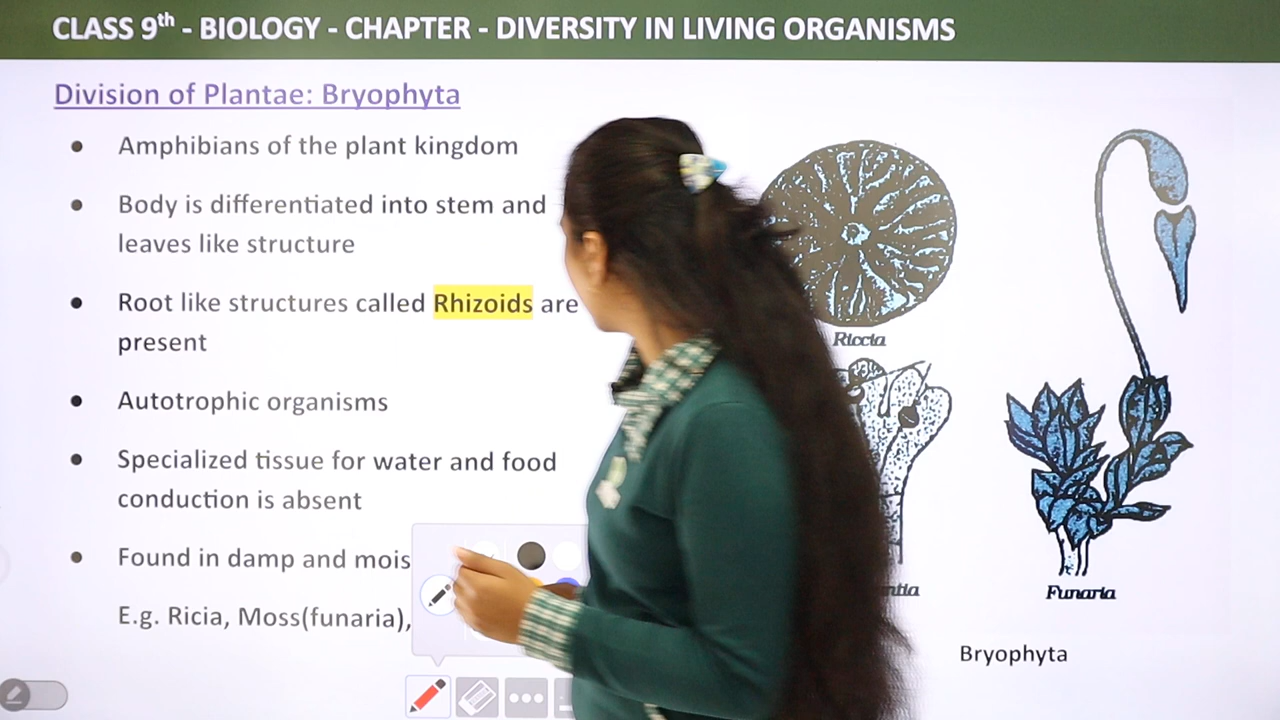 CLASS 9th - BIOLOGY - CHAPTER - DIVERSITY IN LIVING ORGANISMS
Division of Plantae: Bryophyta
Amphibians of the plant kingdom
Body is differentiated into stem and
leaves like structure
Root like structures called Rhizoids are
present
Autotrophic organisms
Specialized tissue for water and food
conduction is absent
Found in damp and
E.g. Ricia, Moss(funaria),
Riccia
Funaria
Bryophyta